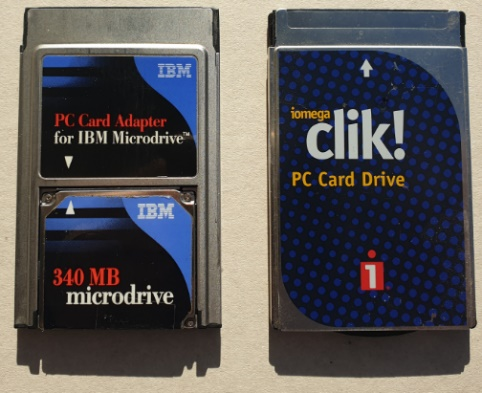 IBM
PC Card Adapter
for IBM Microdrive™
IBM
340 MB
microdrive
iomega
clik!
PC Card Drive
i